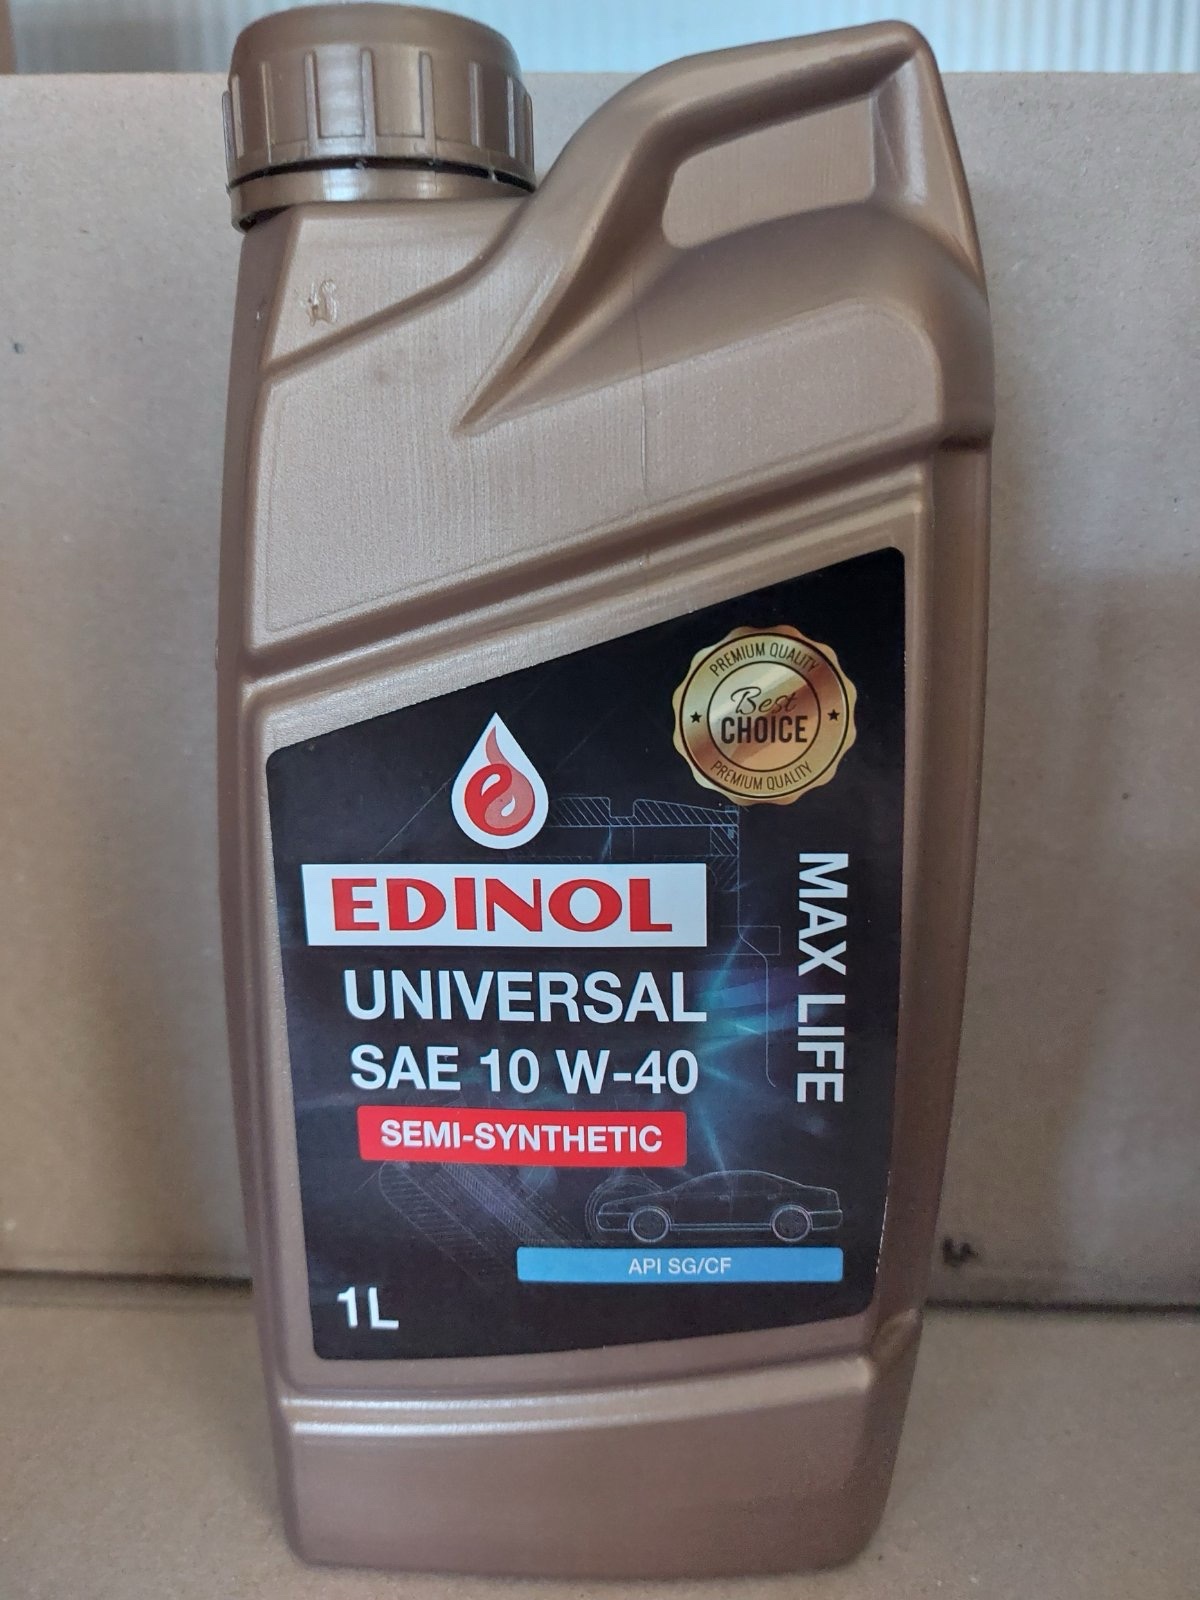 PREMIUM QUALITY
Best
CHOICE
PREMIUM QUALITY
EDINOL
UNIVERSAL
SAE 10 W-40
SEMI-SYNTHETIC
MAX LIFE
API SG/CF
1L